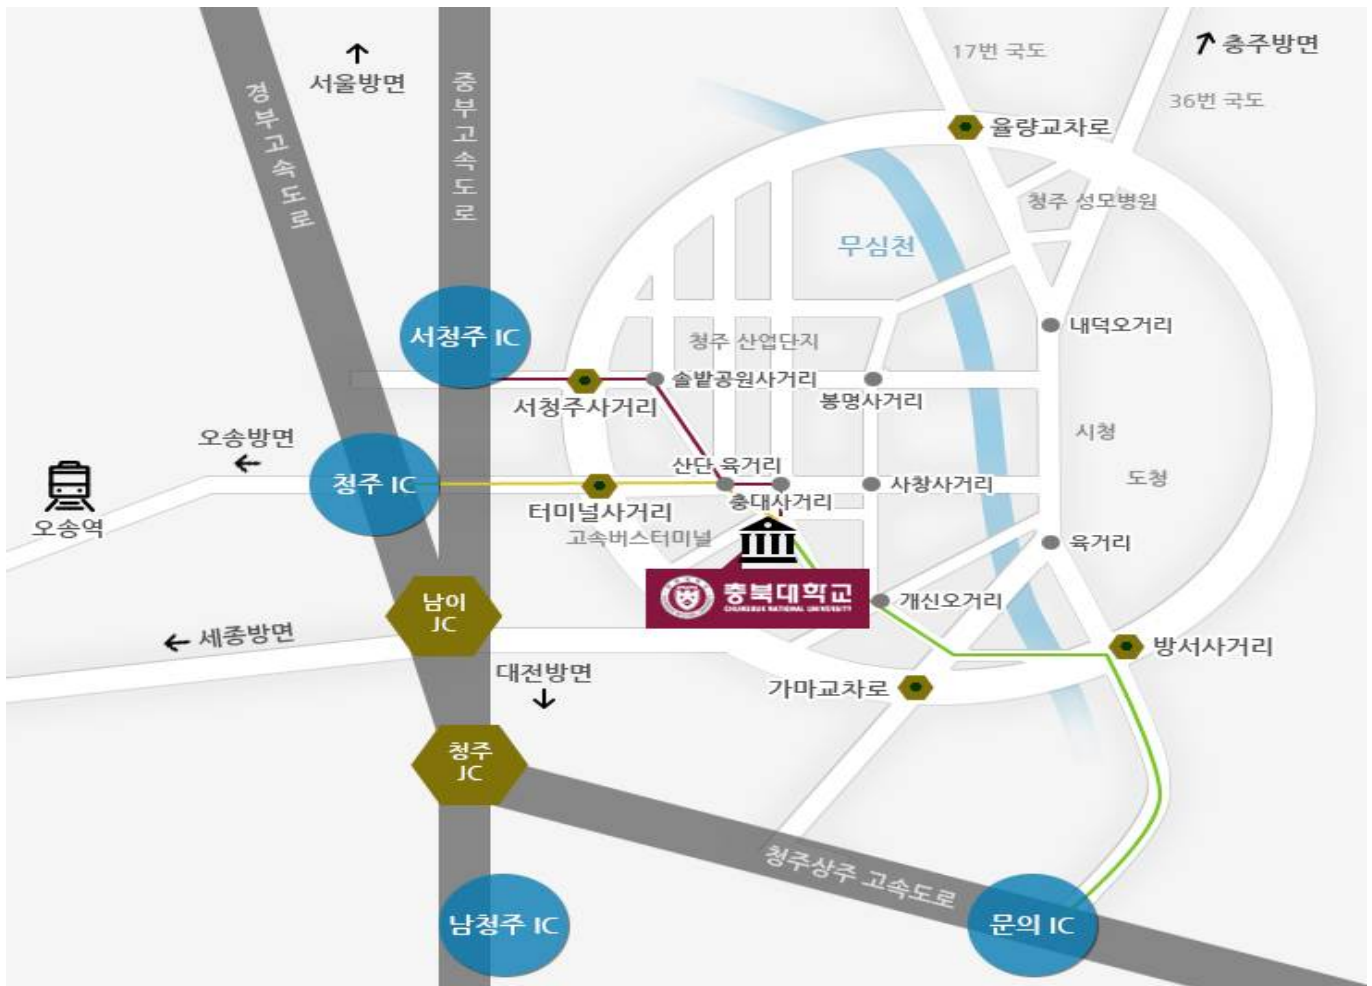 17번 국도
충주방면
서울방면
경부고속도로
중부고속도로
36번 국도
율량교차로
청주 성모병원
무심천
서청주 IC
내덕오거리
청주 산업단지
솔밭공원사거리
서청주사거리
봉명사거리
시청
오송방면
산단 육거리
도청
청주 IC
사창사거리
충대사거리
터미널사거리
오송역
고속버스터미널
육거리
충북대학교
CHUNGBUK NATIONAL UNIVERSITY
개신오거리
남이
JC
세종방면
방서사거리
대전방면
가마교차로
청주
JC
청주상주 고속도로
남청주 IC
문의 IC